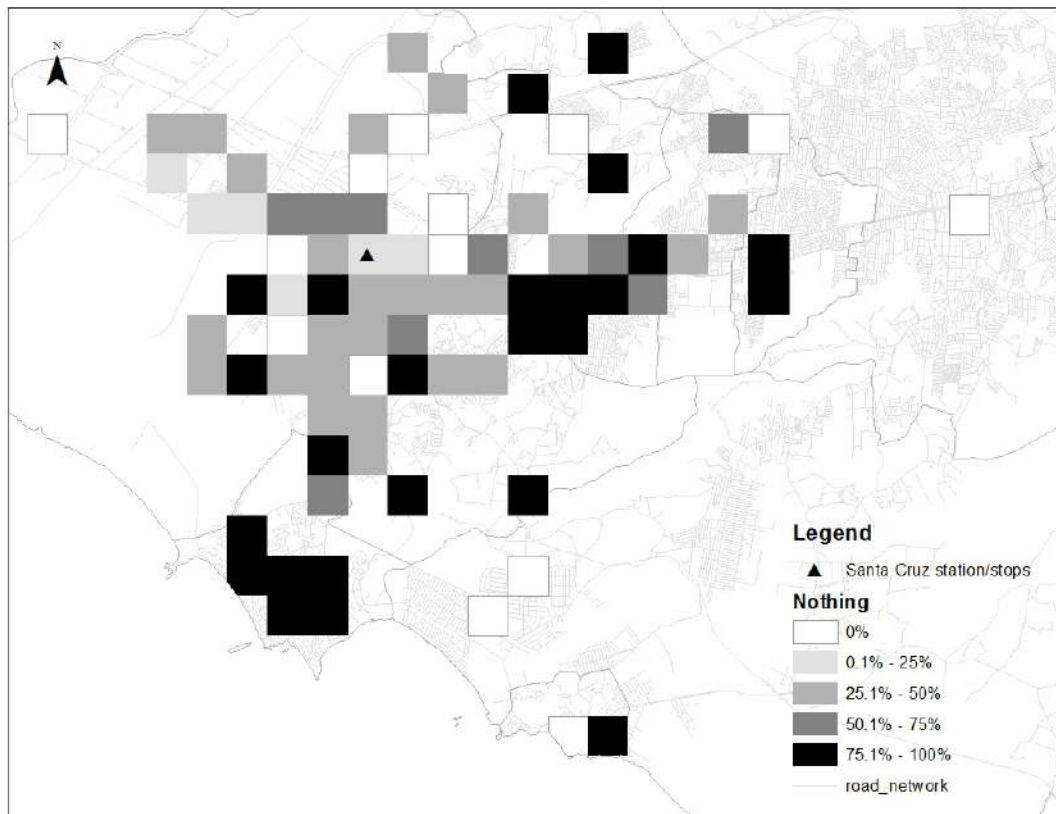 N
Legend
Santa Cruz station/stops
Nothing
0%
0.1% - 25%
25.1% - 50%
50.1% - 75%
75.1% - 100%
road_network